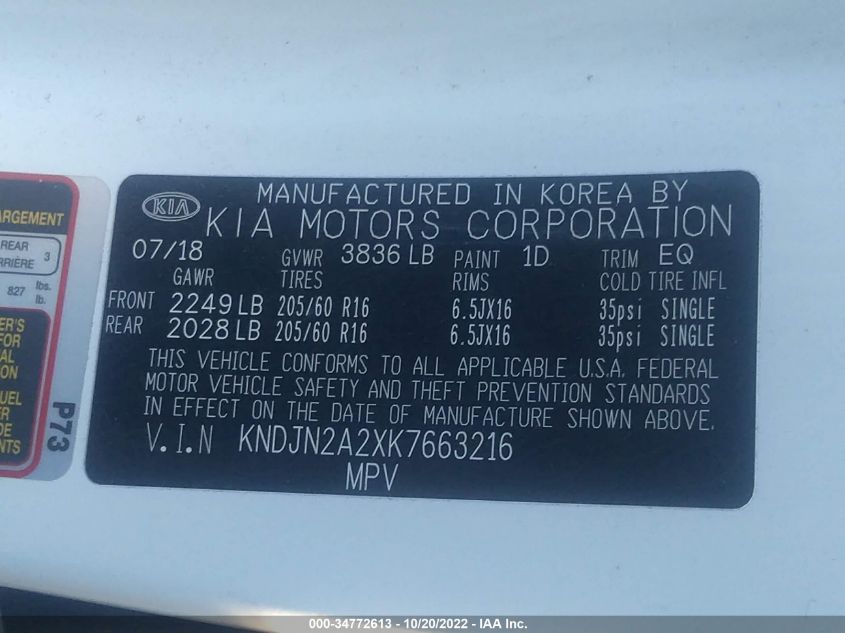 MANUFACTURED IN KOREA BY
KIA
KIA MOTORS CORPORATION
07/18 GVWR 3836 LB PAINT 1D TRIM EQ
GAWR TIRES RIMS COLD TIRE INFL
FRONT 2249 LB 205/60 R16 6.5JX16 35psi SINGLE
REAR 2028 LB 205/60 R16 6.5JX16 35psi SINGLE
THIS VEHICLE CONFORMS TO ALL APPLICABLE U.S.A. FEDERAL
MOTOR VEHICLE SAFETY AND THEFT PREVENTION STANDARDS
IN EFFECT ON THE DATE OF MANUFACTURE SHOWN ABOVE.
V.I.N KNDJN2A2XK7663216
MPV
REAR 3
827 lbs.
lb.
FOR
P73
000-34772613 - 10/20/2022 - IAA Inc.